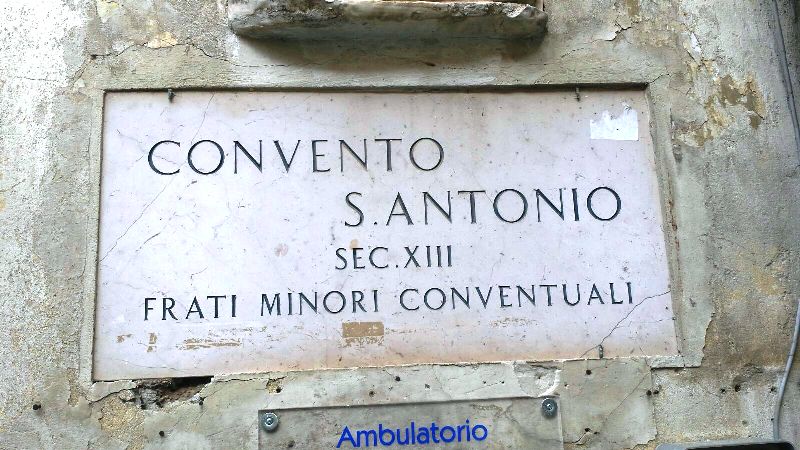 CONVENTO
S. ANTONIO
SEC. XIII
FRATI MINORI CONVENTUALI
Ambulatorio